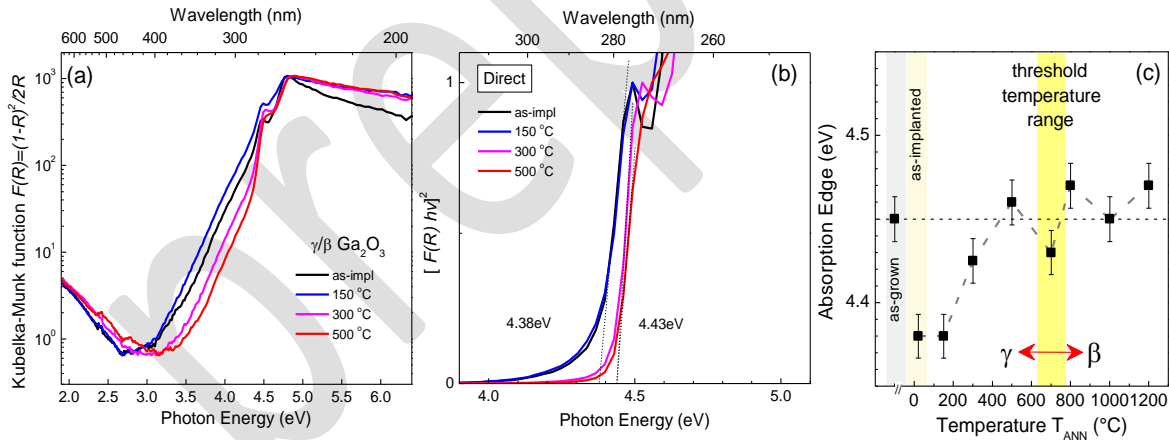 Wavelength (nm)
600 500 400 300 200
(a)
10³
10²
10¹
10⁰
Kubelka-Munk function F(R)=(1-R)²/2R
γ/β Ga₂O₃
as-impl
150 °C
300 °C
500 °C
2.0 2.5 3.0 3.5 4.0 4.5 5.0 5.5 6.0
Photon Energy (eV)
Wavelength (nm)
300 280 260
(b)
Direct
as-impl
150 °C
300 °C
500 °C
1
0
[ F(R) hν]²
4.38eV
4.43eV
4.0 4.5 5.0
Photon Energy (eV)
(c)
threshold
temperature
range
as-implanted
as-grown
4.5
4.4
Absorption Edge (eV)
γ β
0 200 400 600 800 1000 1200
Temperature T_ANN (°C)
prep